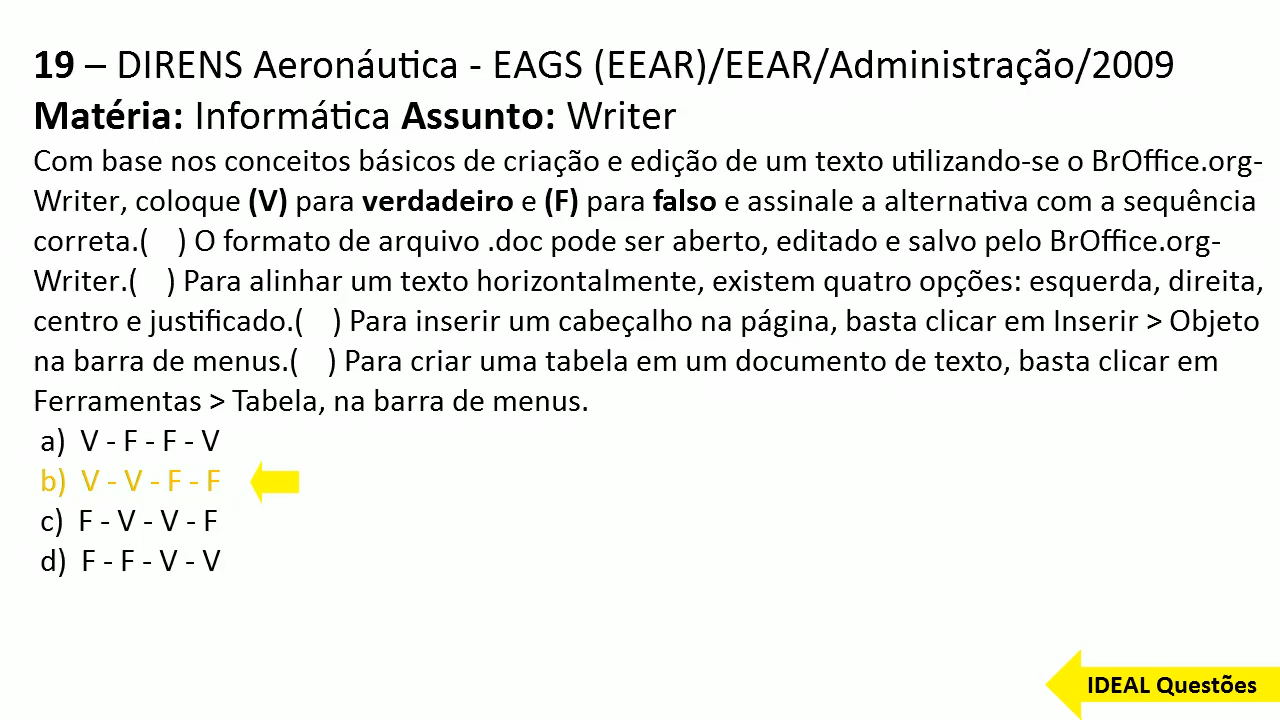 19 – DIRENS Aeronáutica - EAGS (EEAR)/EEAR/Administração/2009
Matéria: Informática Assunto: Writer
Com base nos conceitos básicos de criação e edição de um texto utilizando-se o BrOffice.org-
Writer, coloque (V) para verdadeiro e (F) para falso e assinale a alternativa com a sequência
correta.(    ) O formato de arquivo .doc pode ser aberto, editado e salvo pelo BrOffice.org-
Writer.(    ) Para alinhar um texto horizontalmente, existem quatro opções: esquerda, direita,
centro e justificado.(    ) Para inserir um cabeçalho na página, basta clicar em Inserir > Objeto
na barra de menus.(    ) Para criar uma tabela em um documento de texto, basta clicar em
Ferramentas > Tabela, na barra de menus.
a)  V - F - F - V
b)  V - V - F - F
c)  F - V - V - F
d)  F - F - V - V
IDEAL Questões